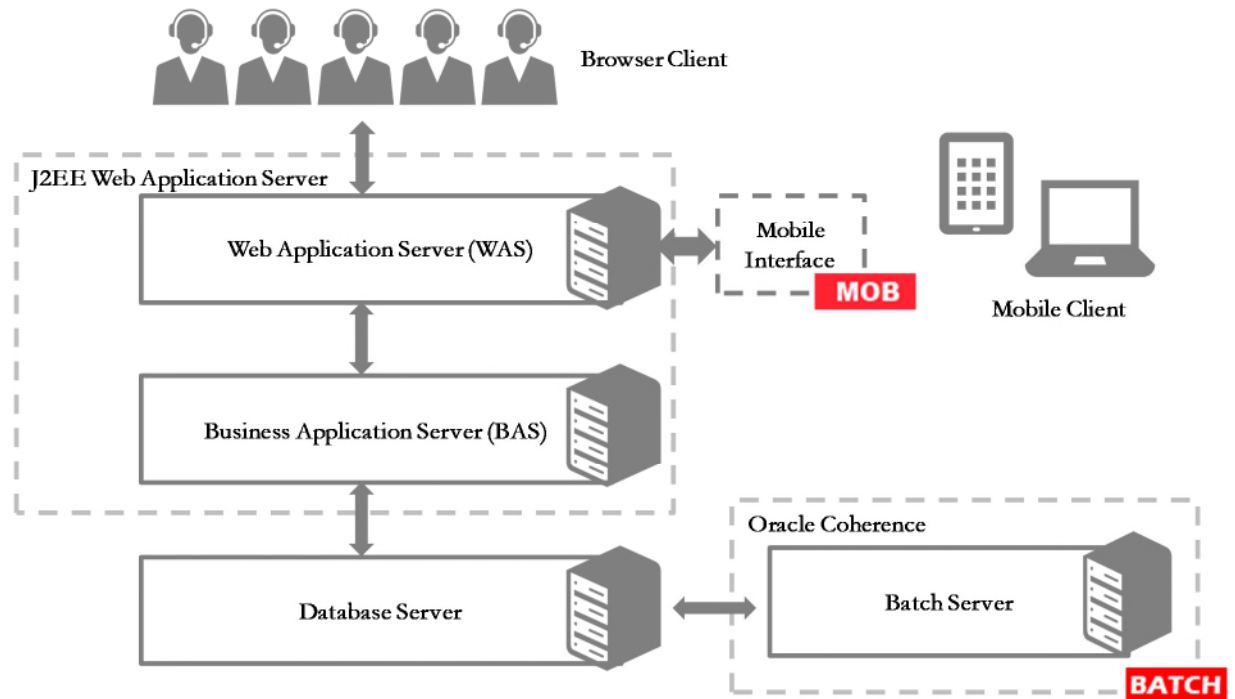 Browser Client
J2EE Web Application Server
Web Application Server (WAS)
Mobile
Interface
MOB
Mobile Client
Business Application Server (BAS)
Oracle Coherence
Database Server
Batch Server
BATCH